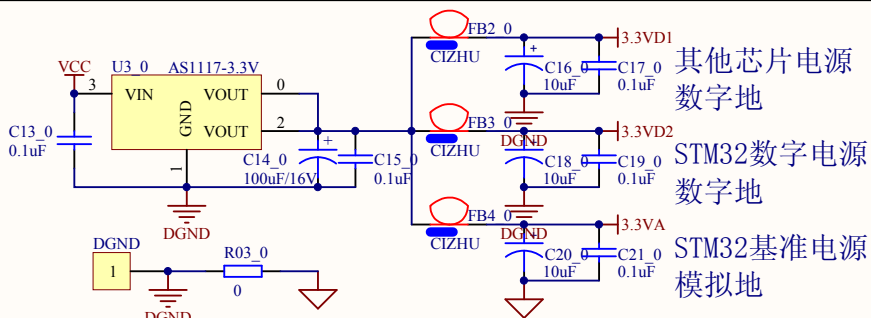 VCC
U3_0
AS1117-3.3V
3
VIN
VOUT
0
GND
VOUT
2
1
C13_0
0.1uF
C14_0
100uF/16V
C15_0
0.1uF
DGND
FB2_0
CIZHU
3.3VD1
C16_0
10uF
C17_0
0.1uF
DGND
其他芯片电源
数字地
FB3_0
CIZHU
3.3VD2
C18_0
10uF
C19_0
0.1uF
DGND
STM32数字电源
数字地
FB4_0
CIZHU
3.3VA
C20_0
10uF
C21_0
0.1uF
STM32基准电源
模拟地
DGND
1
R03_0
0
DGND